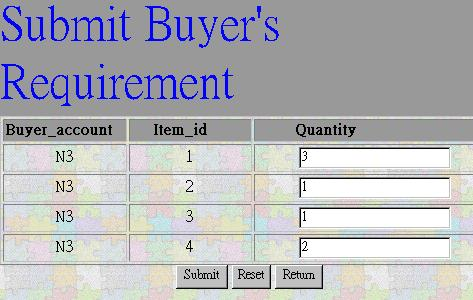 Submit Buyer's
Requirement
Buyer_account Item_id Quantity
N3 1 3
N3 2 1
N3 3 1
N3 4 2
Submit Reset Return